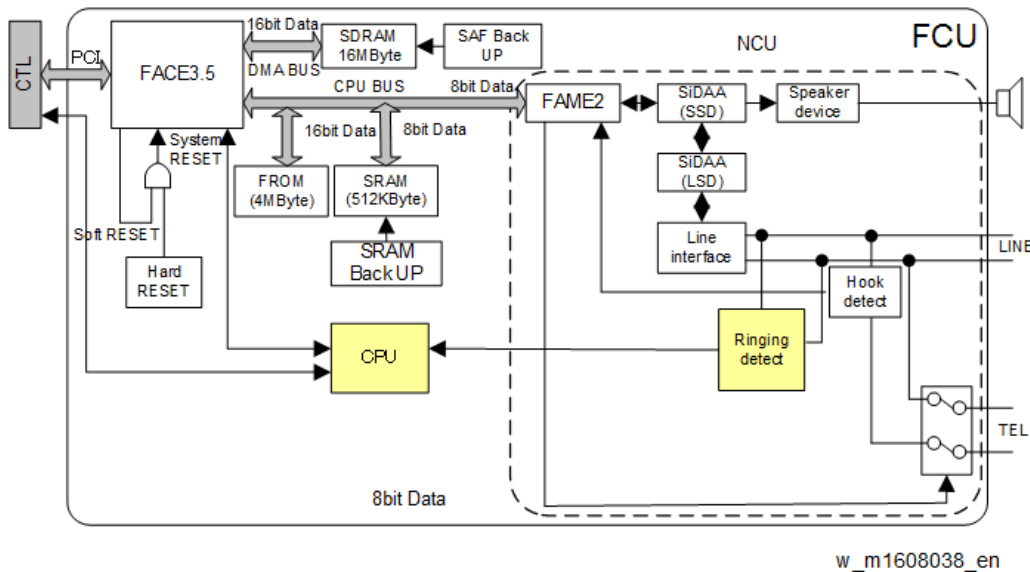 FCU
NCU
CTL
PCI
FACE3.5
16bit Data
DMA BUS
SDRAM
16MByte
SAF Back
UP
CPU BUS
8bit Data
16bit Data
8bit Data
FAME2
SiDAA
(SSD)
Speaker
device
SiDAA
(LSD)
System
RESET
FROM
(4MByte)
SRAM
(512KByte)
Soft RESET
SRAM
Back UP
Line
interface
LINE
Hard
RESET
Hook
detect
CPU
Ringing
detect
TEL
8bit Data
w_m1608038_en